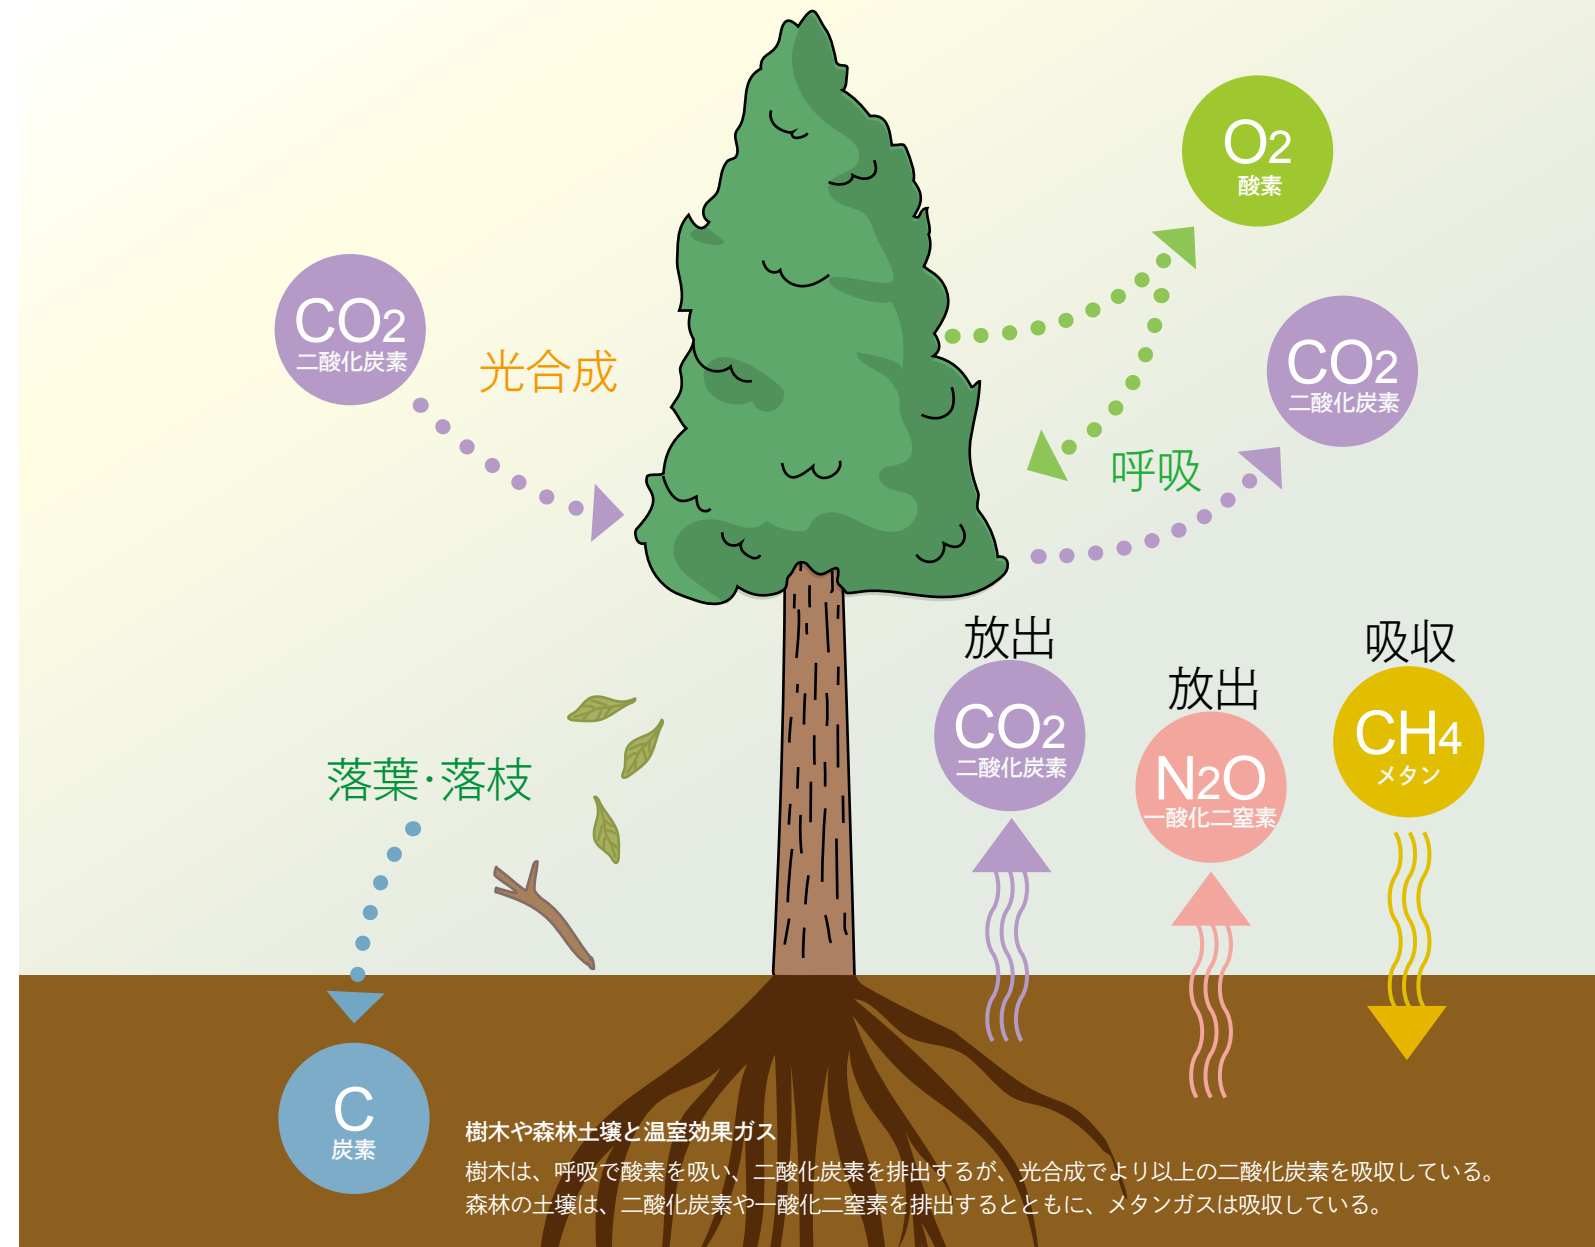 O2
酸素
CO2
二酸化炭素
光合成
CO2
二酸化炭素
呼吸
放出
CO2
二酸化炭素
放出
N2O
一酸化二窒素
吸収
CH4
メタン
落葉・落枝
C
炭素
樹木や森林土壌と温室効果ガス
樹木は、呼吸で酸素を吸い、二酸化炭素を排出するが、光合成でより以上の二酸化炭素を吸収している。
森林の土壌は、二酸化炭素や一酸化二窒素を排出するとともに、メタンガスは吸収している。